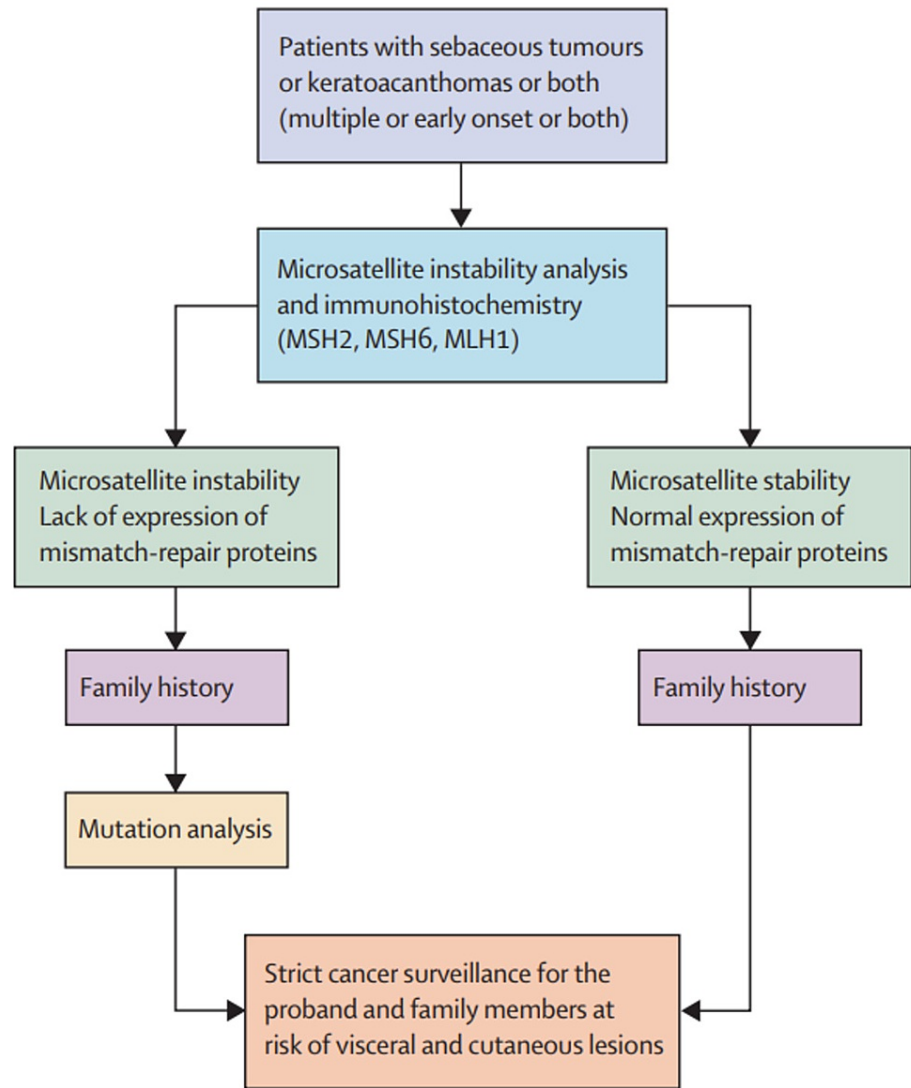 Patients with sebaceous tumours
or keratoacanthomas or both
(multiple or early onset or both)
Microsatellite instability analysis
and immunohistochemistry
(MSH2, MSH6, MLH1)
Microsatellite instability
Lack of expression of
mismatch-repair proteins
Microsatellite stability
Normal expression of
mismatch-repair proteins
Family history
Family history
Mutation analysis
Strict cancer surveillance for the
proband and family members at
risk of visceral and cutaneous lesions